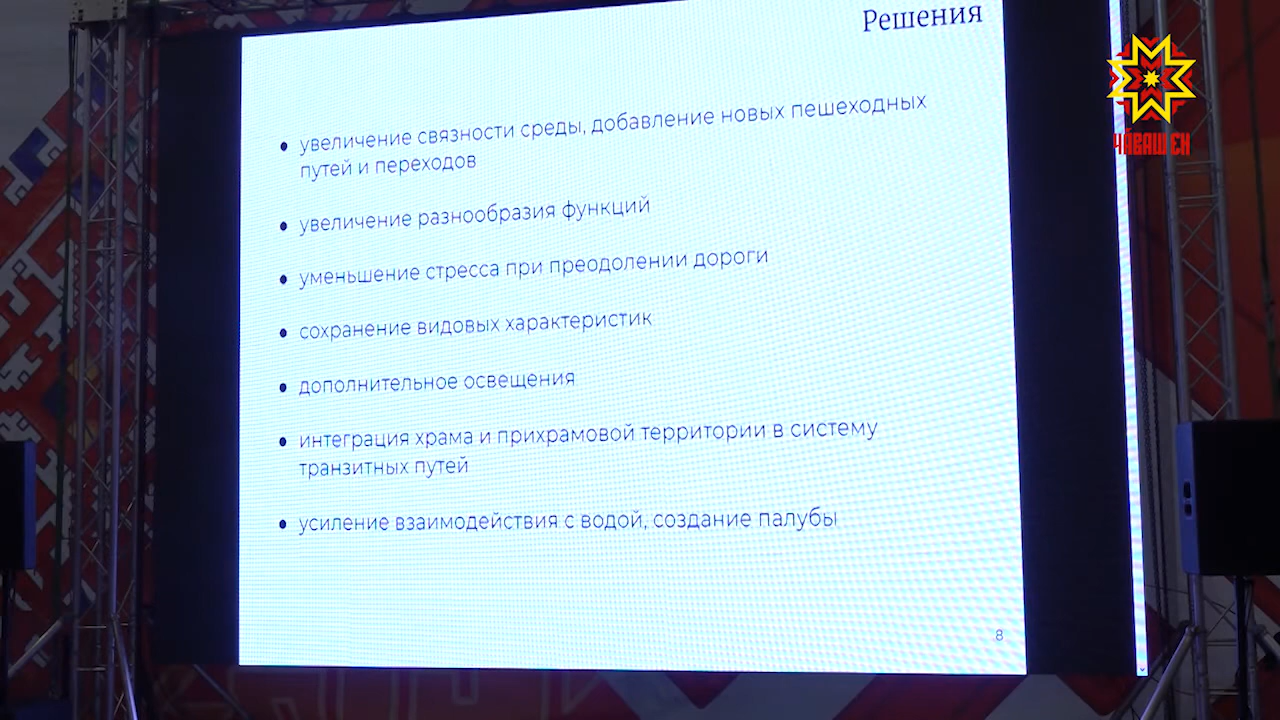 Решения
• увеличение связности среды, добавление новых пешеходных
путей и переходов
• увеличение разнообразия функций
• уменьшение стресса при преодолении дороги
• сохранение видовых характеристик
• дополнительное освещения
• интеграция храма и прихрамовой территории в систему
транзитных путей
• усиление взаимодействия с водой, создание палубы
8
ЧӐВАШ ЕН